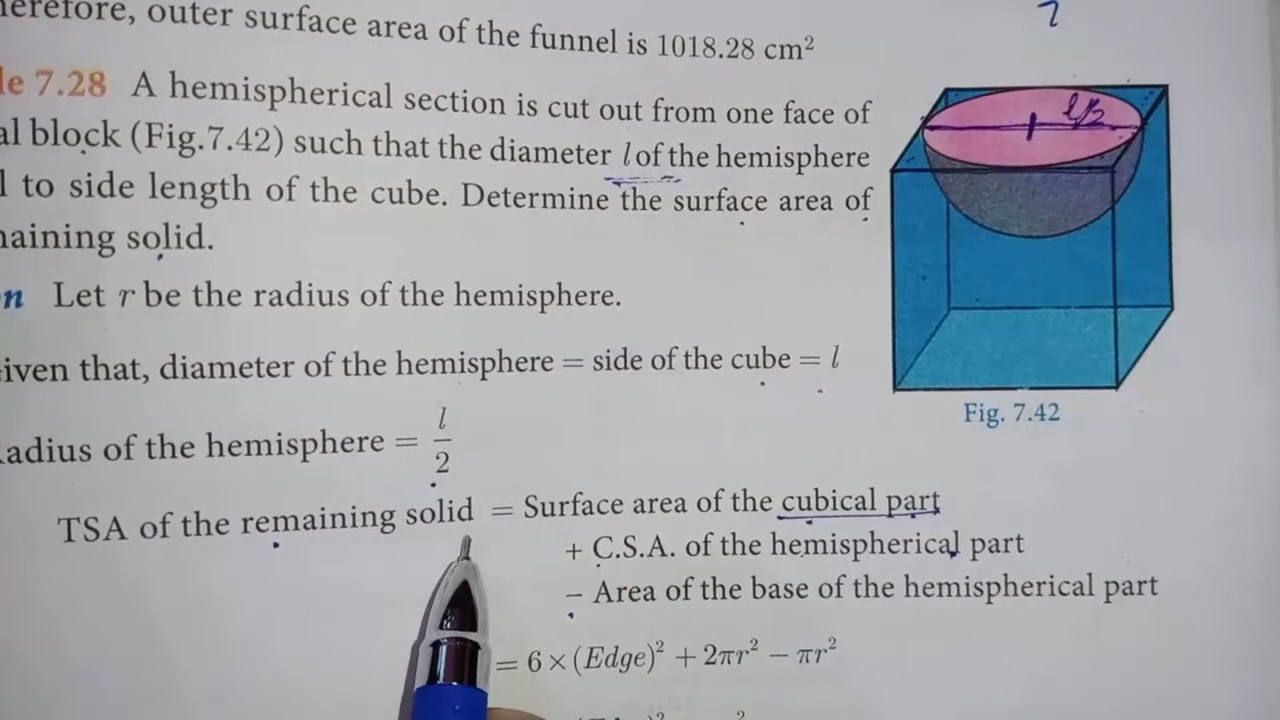 herefore, outer surface area of the funnel is 1018.28 cm²
le 7.28 A hemispherical section is cut out from one face of
al block (Fig.7.42) such that the diameter l of the hemisphere
l to side length of the cube. Determine the surface area of
naining solid.
l/2
Fig. 7.42
n Let r be the radius of the hemisphere.
iven that, diameter of the hemisphere = side of the cube = l
adius of the hemisphere = l/2
TSA of the remaining solid = Surface area of the cubical part
+ C.S.A. of the hemispherical part
– Area of the base of the hemispherical part
= 6 × (Edge)² + 2πr² – πr²